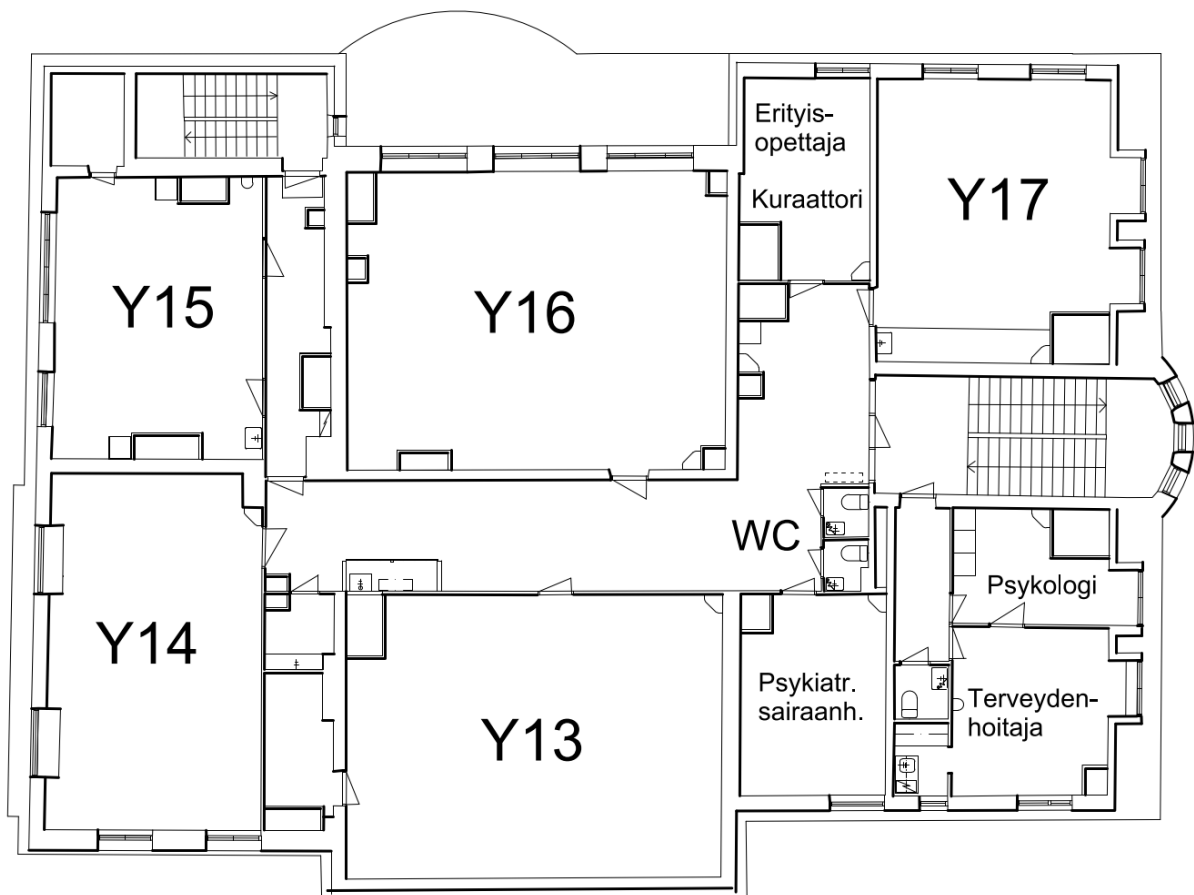 Erityis-
opettaja
Kuraattori
Y17
Y15
Y16
WC
Psykologi
Y14
Psykiatr.
sairaanh.
Terveyden-
hoitaja
Y13